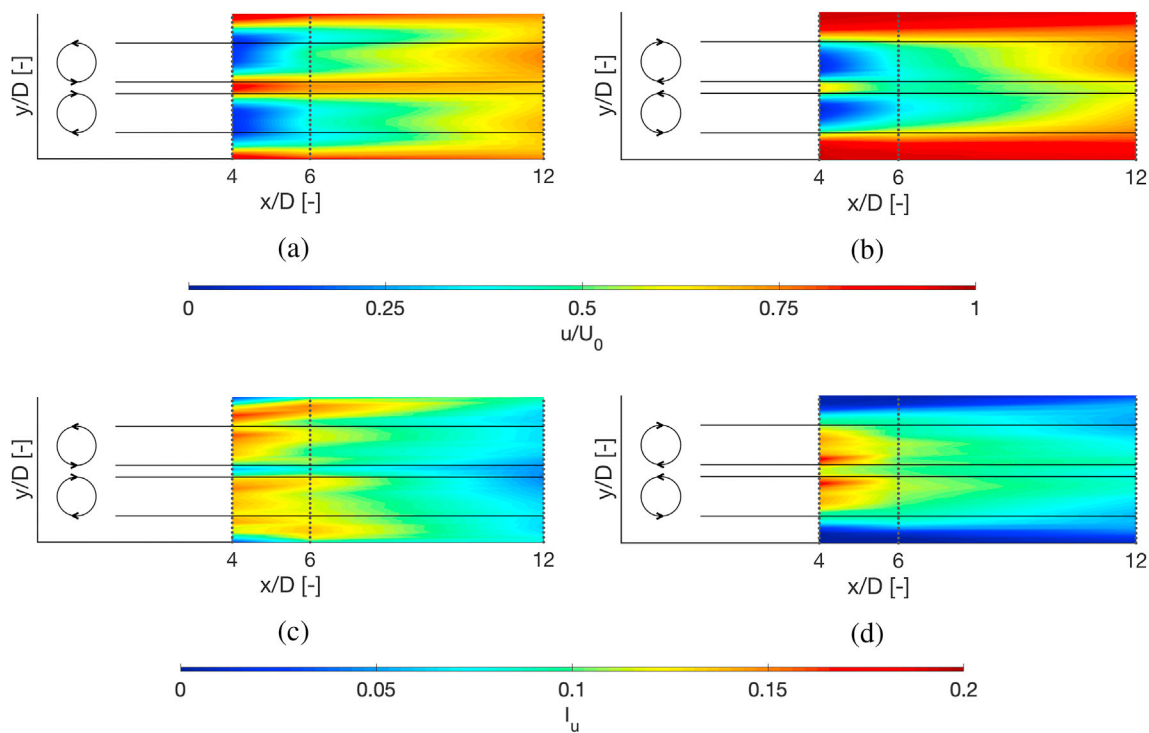 y/D [-]
4 6 12
x/D [-]
(a)
y/D [-]
4 6 12
x/D [-]
(b)
0 0.25 0.5 0.75 1
u/U0
y/D [-]
4 6 12
x/D [-]
(c)
y/D [-]
4 6 12
x/D [-]
(d)
0 0.05 0.1 0.15 0.2
Iu